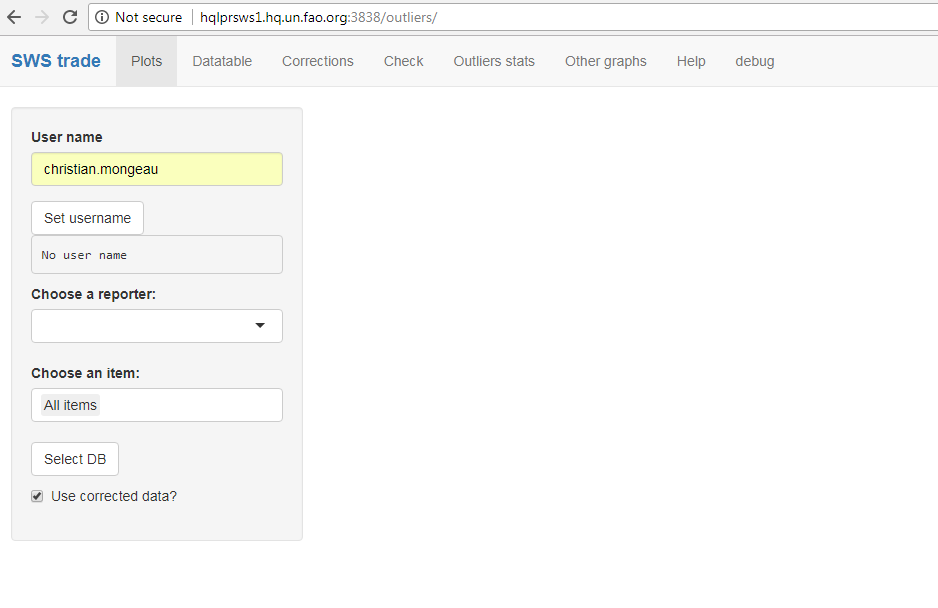 Not secure hqlprsws1.hq.un.fao.org:3838/outliers/
SWS trade Plots Datatable Corrections Check Outliers stats Other graphs Help debug
User name
christian.mongeau
Set username
No user name
Choose a reporter:
Choose an item:
All items
Select DB
Use corrected data?